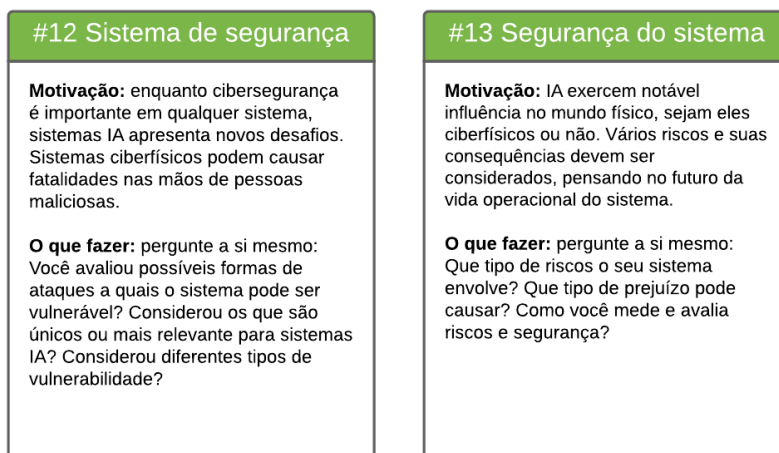 #12 Sistema de segurança
Motivação: enquanto cibersegurança
é importante em qualquer sistema,
sistemas IA apresenta novos desafios.
Sistemas ciberfísicos podem causar
fatalidades nas mãos de pessoas
maliciosas.
O que fazer: pergunte a si mesmo:
Você avaliou possíveis formas de
ataques a quais o sistema pode ser
vulnerável? Considerou os que são
únicos ou mais relevante para sistemas
IA? Considerou diferentes tipos de
vulnerabilidade?
#13 Segurança do sistema
Motivação: IA exercem notável
influência no mundo físico, sejam eles
ciberfísicos ou não. Vários riscos e suas
consequências devem ser
considerados, pensando no futuro da
vida operacional do sistema.
O que fazer: pergunte a si mesmo:
Que tipo de riscos o seu sistema
envolve? Que tipo de prejuízo pode
causar? Como você mede e avalia
riscos e segurança?